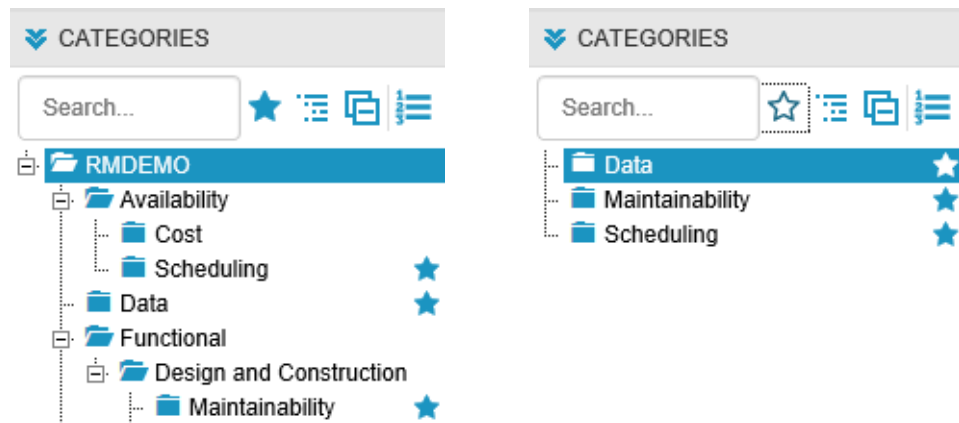 CATEGORIES
Search...
RMDEMO
Availability
Cost
Scheduling
Data
Functional
Design and Construction
Maintainability
CATEGORIES
Search...
Data
Maintainability
Scheduling